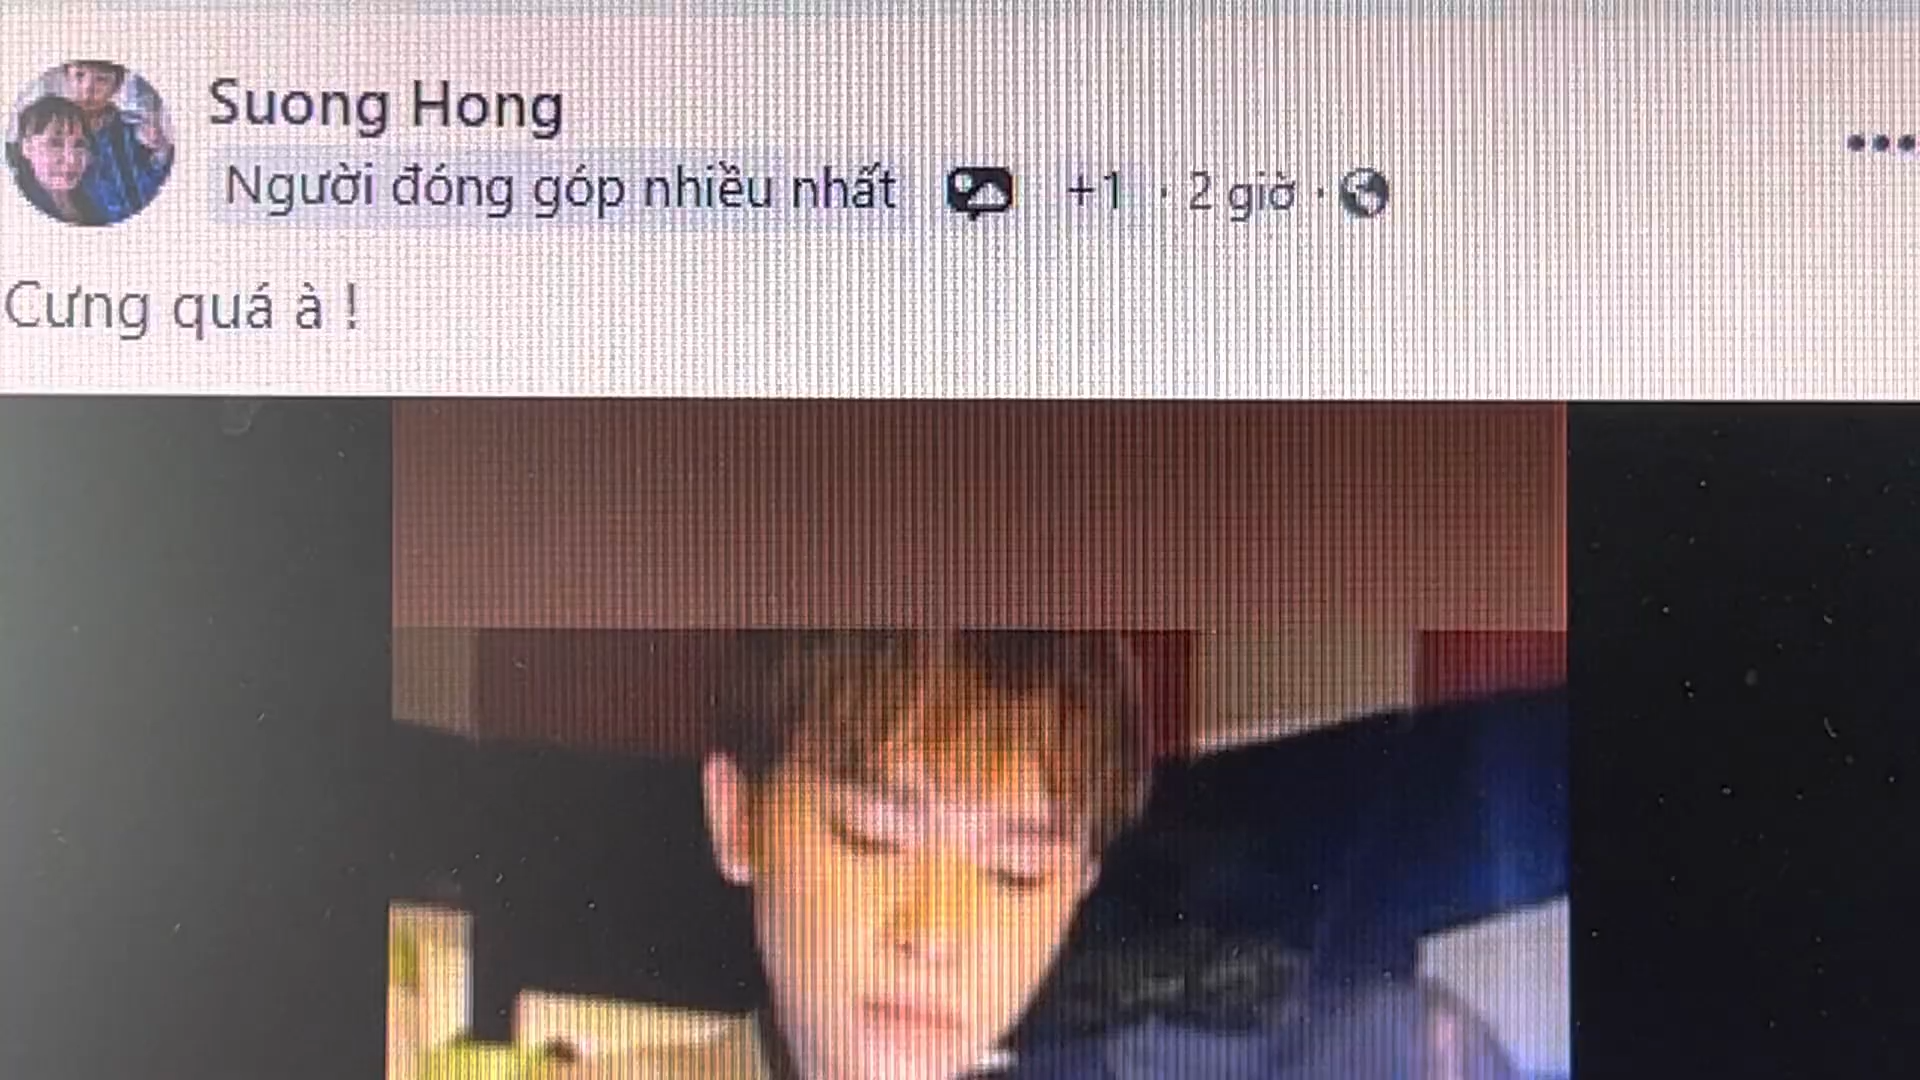 Suong Hong
Người đóng góp nhiều nhất +1 · 2 giờ ·
Cưng quá à !